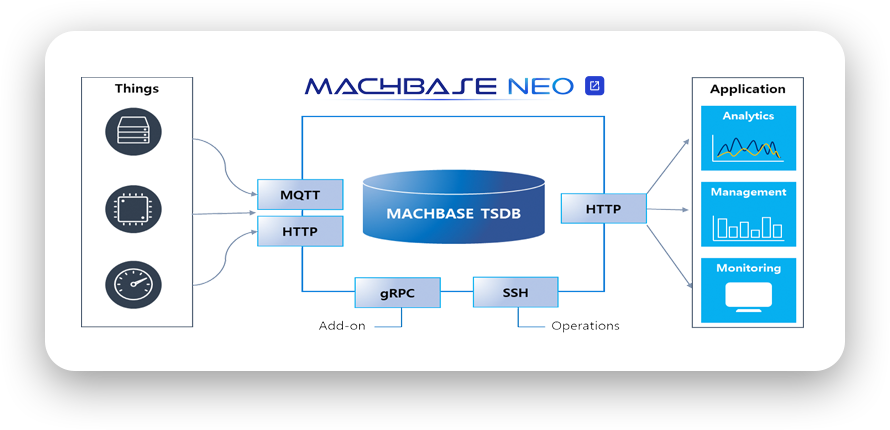 MACHBASE NEO
Things
MQTT
HTTP
MACHBASE TSDB
HTTP
gRPC
SSH
Add-on
Operations
Application
Analytics
Management
Monitoring